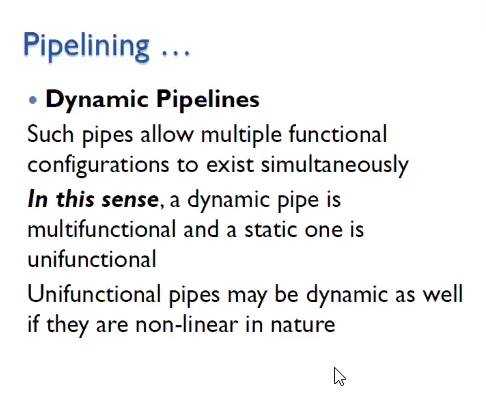 Pipelining ...
• Dynamic Pipelines
Such pipes allow multiple functional
configurations to exist simultaneously
In this sense, a dynamic pipe is
multifunctional and a static one is
unifunctional
Unifunctional pipes may be dynamic as well
if they are non-linear in nature